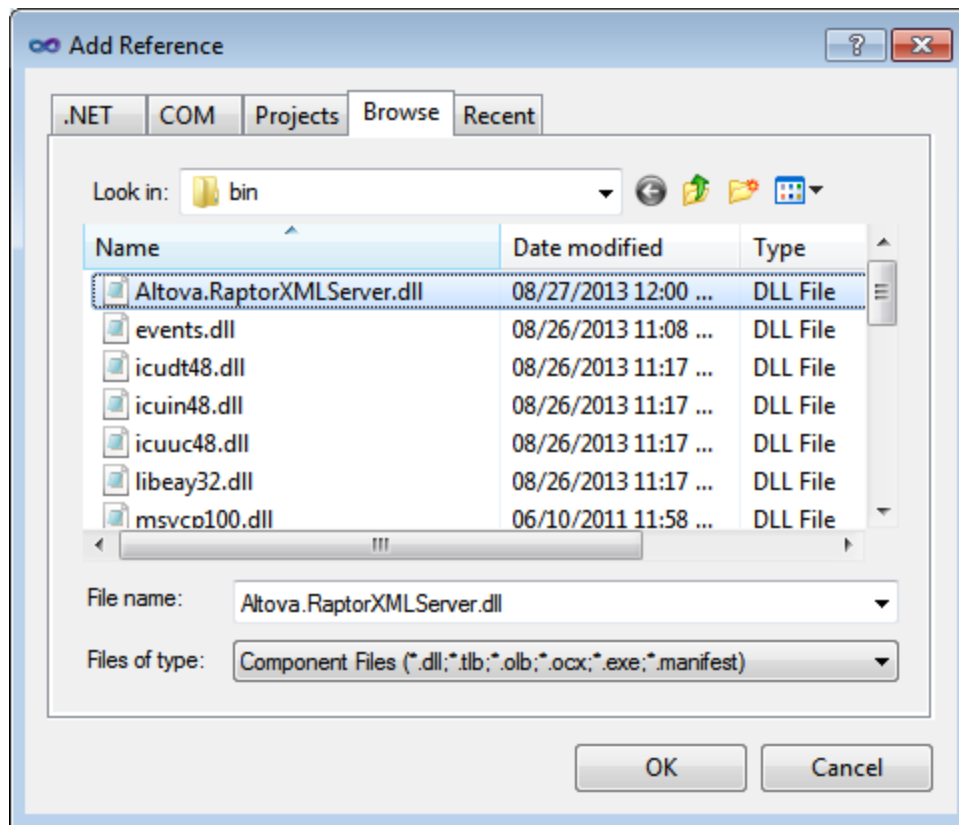 Add Reference
.NET COM Projects Browse Recent
Look in: bin
Name Date modified Type
Altova.RaptorXMLServer.dll 08/27/2013 12:00 ... DLL File
events.dll 08/26/2013 11:08 ... DLL File
icudt48.dll 08/26/2013 11:17 ... DLL File
icuin48.dll 08/26/2013 11:17 ... DLL File
icuuc48.dll 08/26/2013 11:17 ... DLL File
libeay32.dll 08/26/2013 11:17 ... DLL File
msvcp100.dll 06/10/2011 11:58 ... DLL File
File name: Altova.RaptorXMLServer.dll
Files of type: Component Files (*.dll;*.tlb;*.olb;*.ocx;*.exe;*.manifest)
OK Cancel